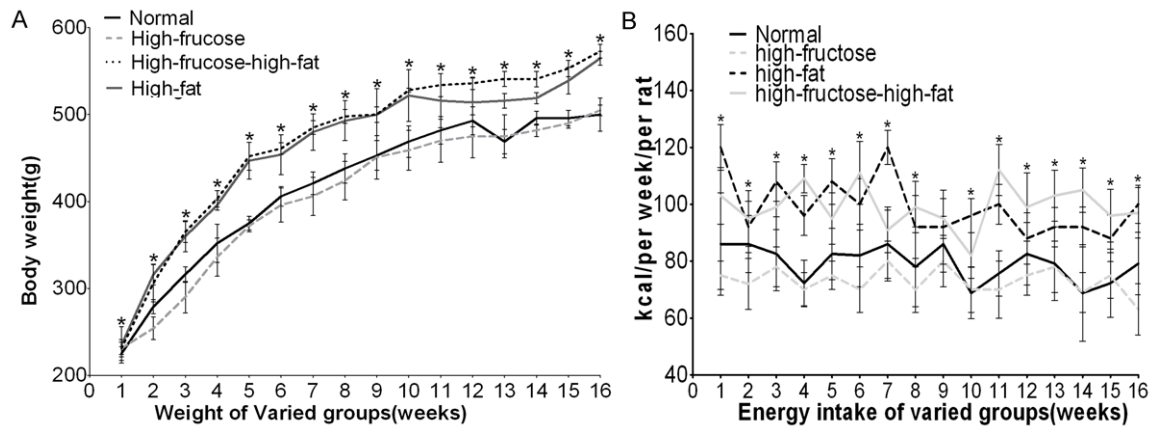 A
Normal
High-frucose
High-frucose-high-fat
High-fat
Body weight(g)
600
500
400
300
200
0 1 2 3 4 5 6 7 8 9 10 11 12 13 14 15 16
Weight of Varied groups(weeks)
* * * * * * * * * * * * * * * *
B
Normal
high-fructose
high-fat
high-fructose-high-fat
kcal/per week/per rat
160
140
120
100
80
60
40
* * * * * * * * * * * * * * *
0 1 2 3 4 5 6 7 8 9 10 11 12 13 14 15 16
Energy intake of varied groups(weeks)